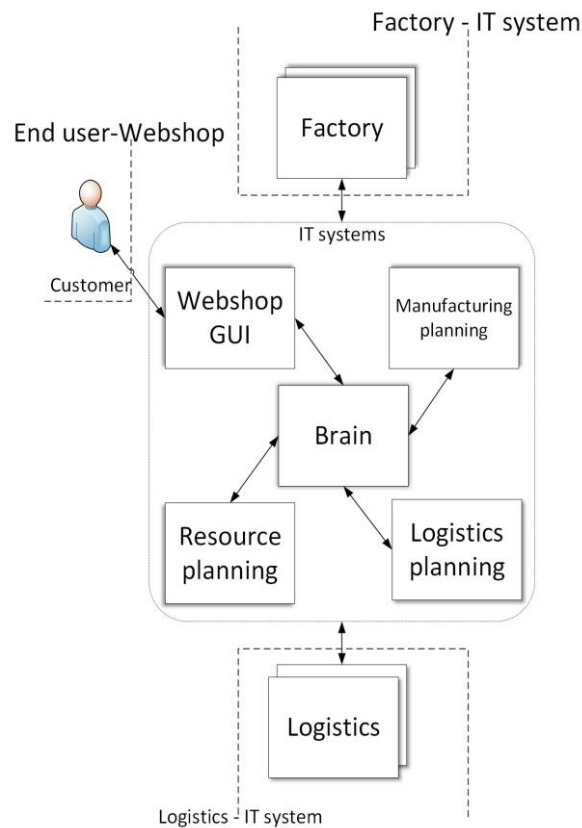 Factory - IT system
Factory
End user-Webshop
Customer
IT systems
Webshop
GUI
Manufacturing
planning
Brain
Resource
planning
Logistics
planning
Logistics
Logistics - IT system